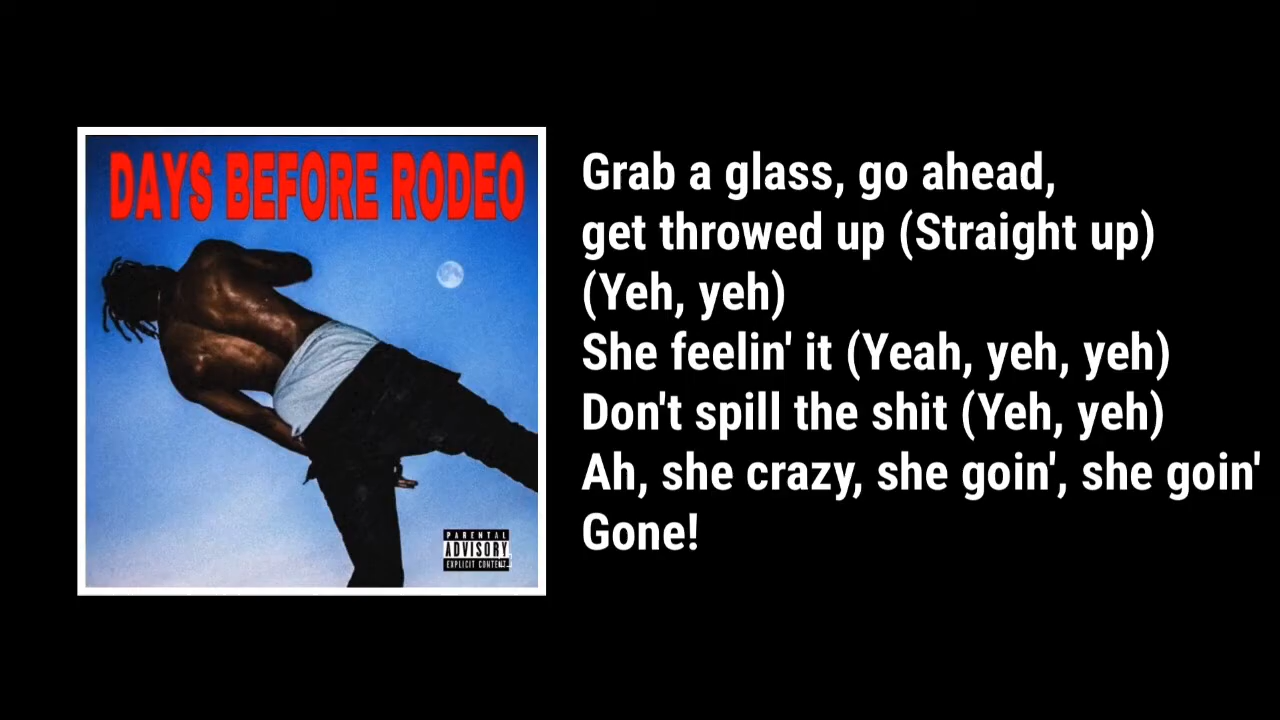 DAYS BEFORE RODEO
PARENTAL
ADVISORY
EXPLICIT CONTENT
Grab a glass, go ahead,
get throwed up (Straight up)
(Yeh, yeh)
She feelin' it (Yeah, yeh, yeh)
Don't spill the shit (Yeh, yeh)
Ah, she crazy, she goin', she goin'
Gone!